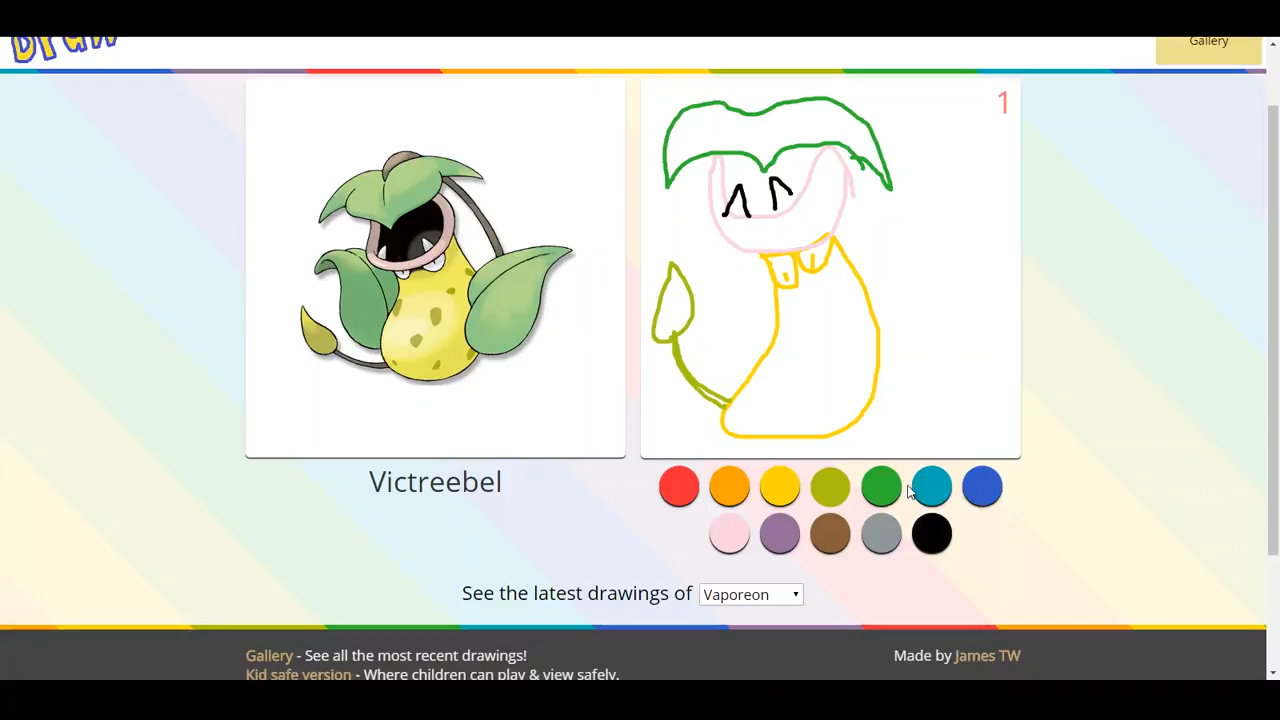 Draw
Gallery
1
Victreebel
See the latest drawings of Vaporeon
Gallery - See all the most recent drawings!
Made by James TW
Kid safe version - Where children can play & view safely.